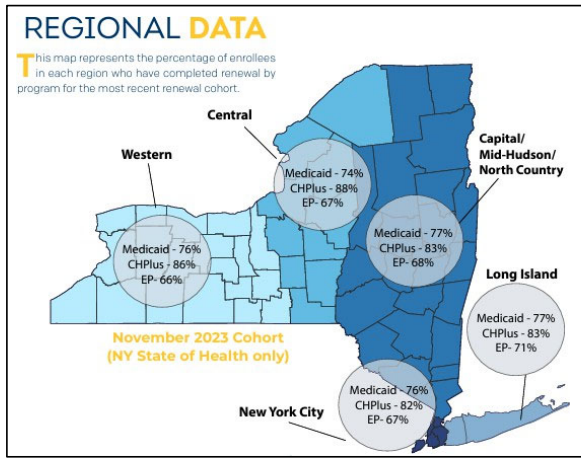 REGIONAL DATA
This map represents the percentage of enrollees
in each region who have completed renewal by
program for the most recent renewal cohort.
Central
Medicaid - 74%
CHPlus - 88%
EP- 67%
Western
Medicaid - 76%
CHPlus - 86%
EP- 66%
Capital/
Mid-Hudson/
North Country
Medicaid - 77%
CHPlus - 83%
EP- 68%
Long Island
Medicaid - 77%
CHPlus - 83%
EP- 71%
November 2023 Cohort
(NY State of Health only)
New York City
Medicaid - 76%
CHPlus - 82%
EP- 67%